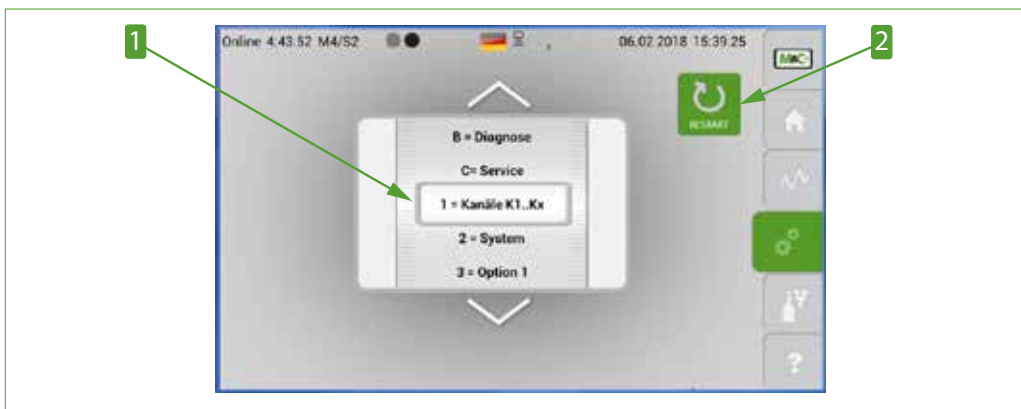 1
2
Online 4:43:52 M4/S2
06.02.2018 15:39:25
MAC
RESTART
B = Diagnose
C= Service
1 = Kanäle K1..Kx
2 = System
3 = Option 1
?